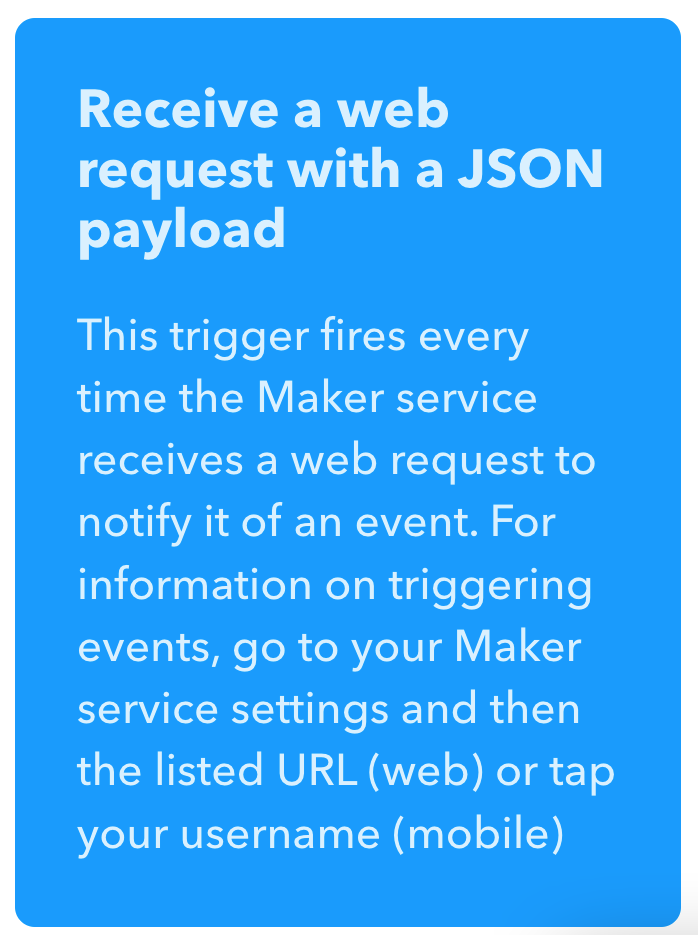 Receive a web
request with a JSON
payload
This trigger fires every
time the Maker service
receives a web request to
notify it of an event. For
information on triggering
events, go to your Maker
service settings and then
the listed URL (web) or tap
your username (mobile)